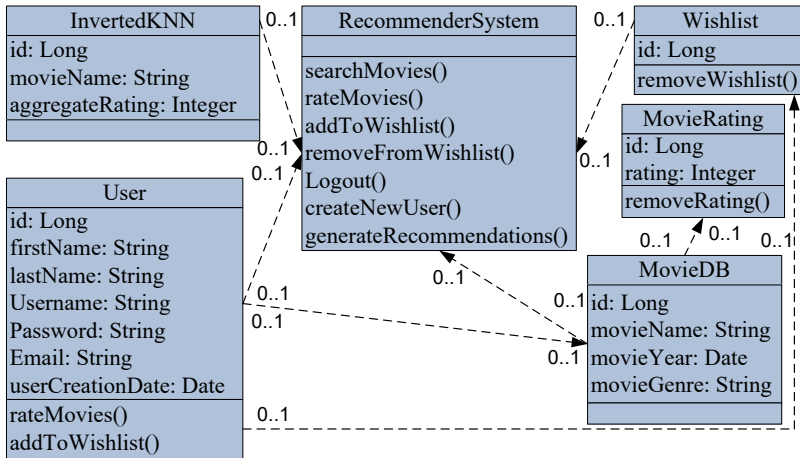 InvertedKNN
id: Long
movieName: String
aggregateRating: Integer
0..1
0..1
RecommenderSystem
searchMovies()
rateMovies()
addToWishlist()
removeFromWishlist()
Logout()
createNewUser()
generateRecommendations()
0..1
0..1
Wishlist
id: Long
removeWishlist()
MovieRating
id: Long
rating: Integer
removeRating()
0..1
0..1
0..1
User
id: Long
firstName: String
lastName: String
Username: String
Password: String
Email: String
userCreationDate: Date
rateMovies()
addToWishlist()
0..1
0..1
0..1
0..1
0..1
0..1
0..1
MovieDB
id: Long
movieName: String
movieYear: Date
movieGenre: String